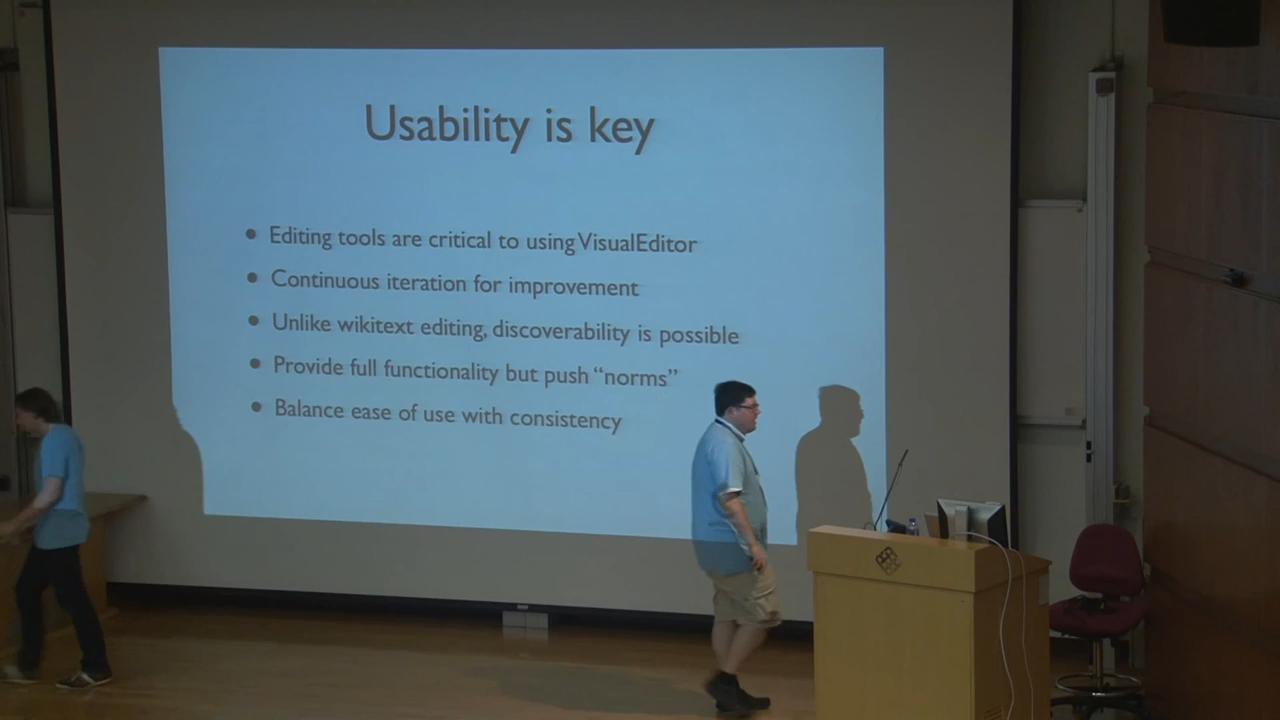 Usability is key
• Editing tools are critical to using VisualEditor
• Continuous iteration for improvement
• Unlike wikitext editing, discoverability is possible
• Provide full functionality but push “norms”
• Balance ease of use with consistency